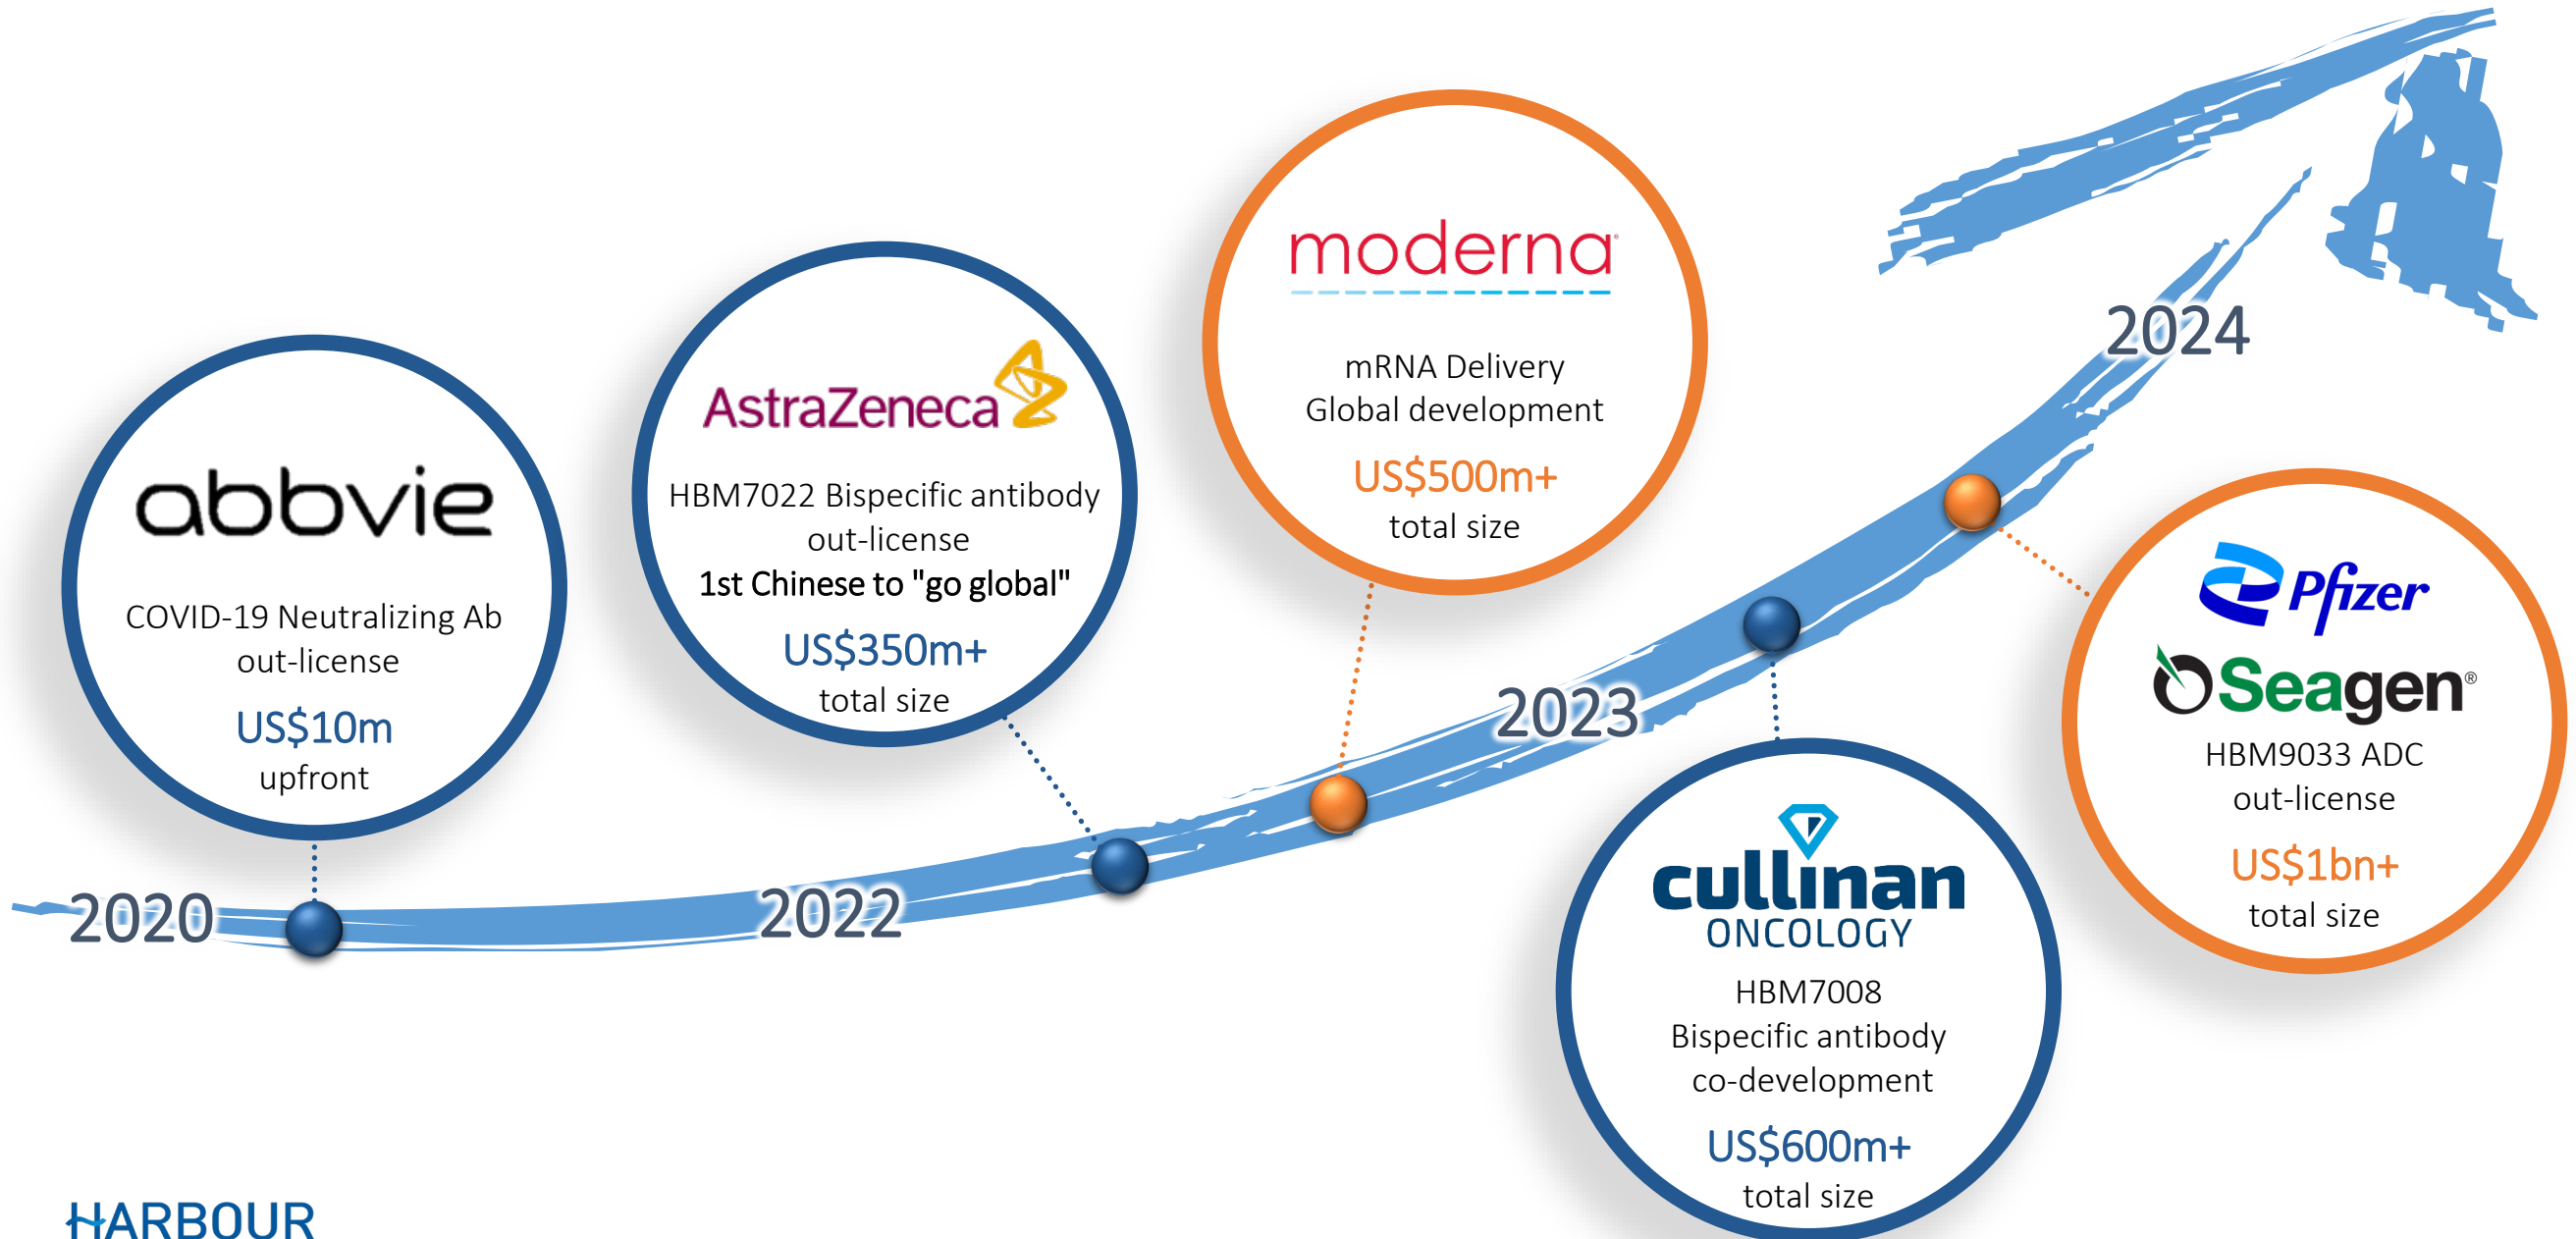 abbvie
COVID-19 Neutralizing Ab
out-license
US$10m
upfront
AstraZeneca
HBM7022 Bispecific antibody
out-license
1st Chinese to "go global"
US$350m+
total size
moderna
mRNA Delivery
Global development
US$500m+
total size
cullinan
ONCOLOGY
HBM7008
Bispecific antibody
co-development
US$600m+
total size
Pfizer
Seagen®
HBM9033 ADC
out-license
US$1bn+
total size
2020
2022
2023
2024
HARBOUR